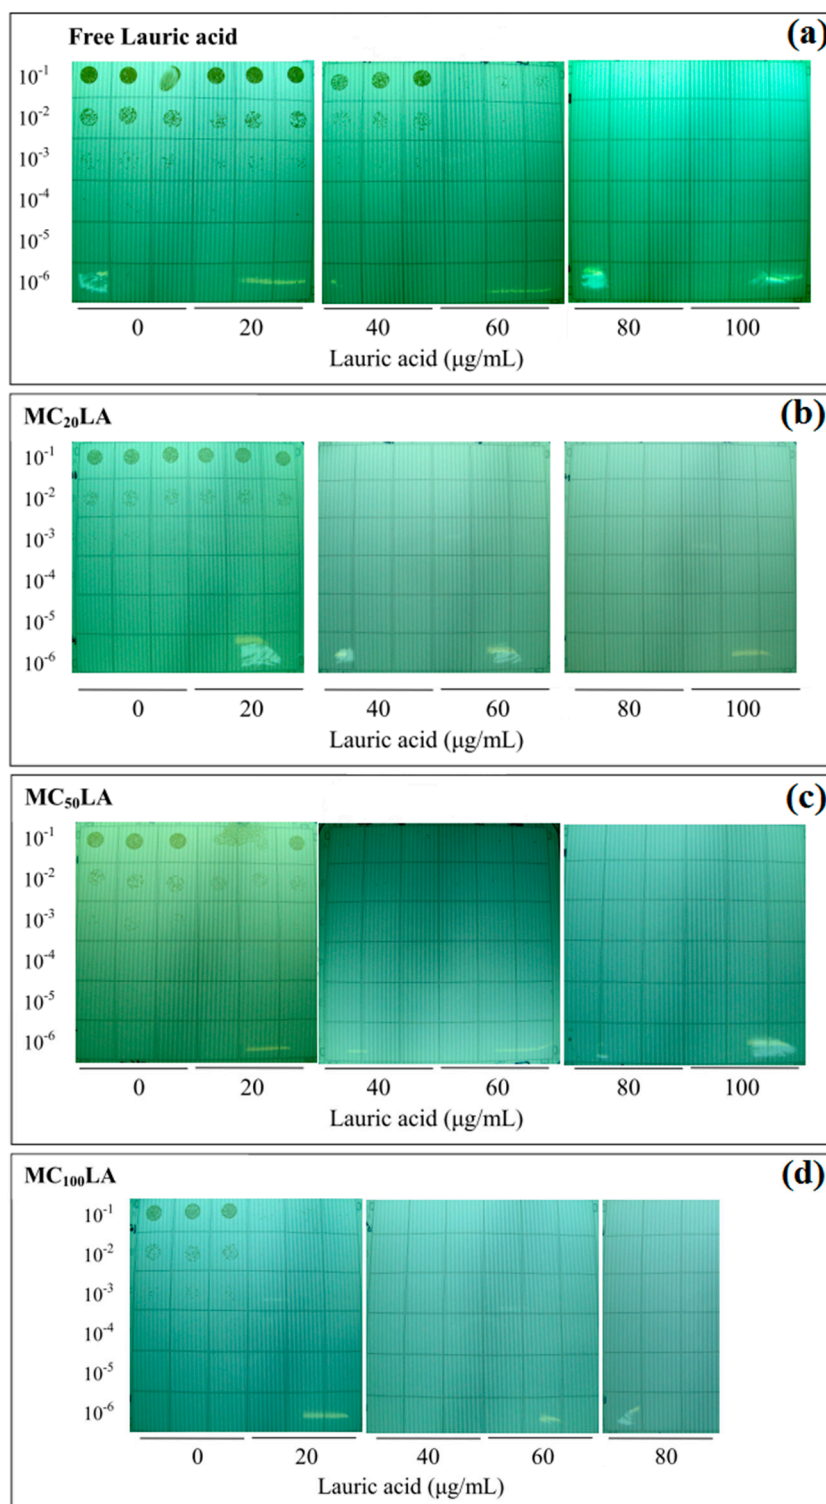 Free Lauric acid
(a)
10⁻¹
10⁻²
10⁻³
10⁻⁴
10⁻⁵
10⁻⁶
0 20 40 60 80 100
Lauric acid (µg/mL)
MC₂₀LA
(b)
10⁻¹
10⁻²
10⁻³
10⁻⁴
10⁻⁵
10⁻⁶
0 20 40 60 80 100
Lauric acid (µg/mL)
MC₅₀LA
(c)
10⁻¹
10⁻²
10⁻³
10⁻⁴
10⁻⁵
10⁻⁶
0 20 40 60 80 100
Lauric acid (µg/mL)
MC₁₀₀LA
(d)
10⁻¹
10⁻²
10⁻³
10⁻⁴
10⁻⁵
10⁻⁶
0 20 40 60 80
Lauric acid (µg/mL)